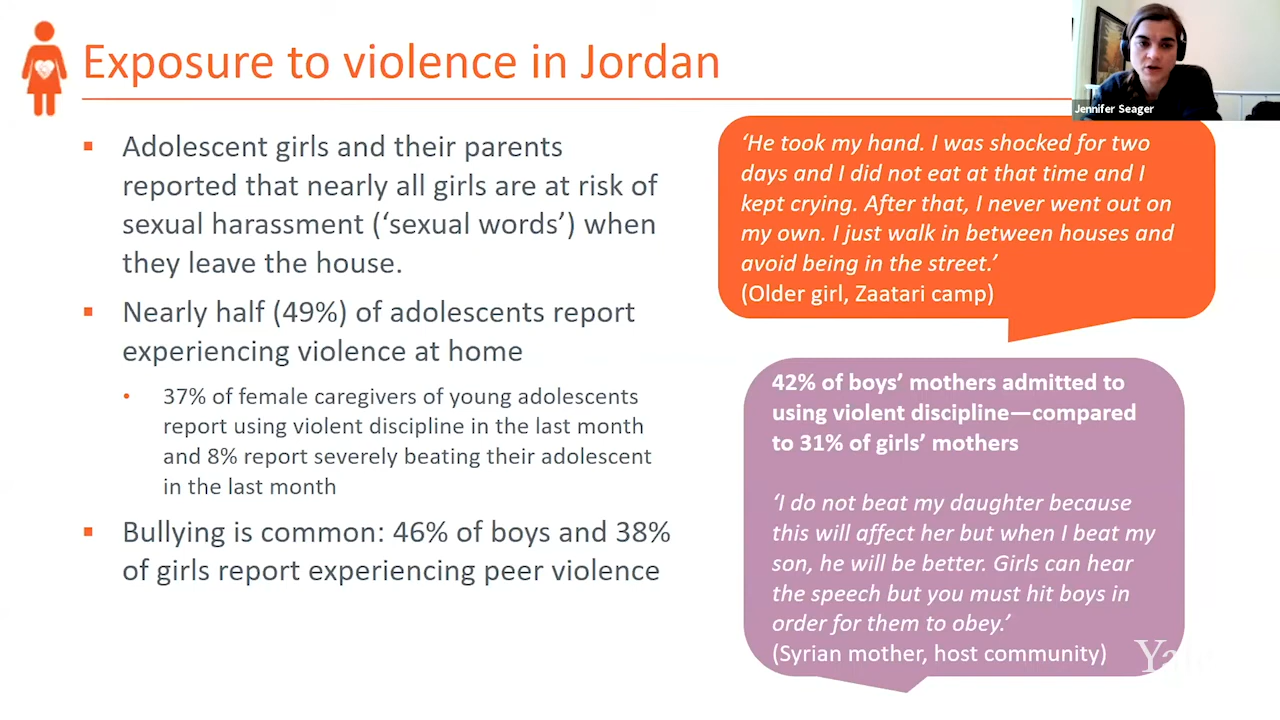 Exposure to violence in Jordan
Jennifer Seager
▪ Adolescent girls and their parents
reported that nearly all girls are at risk of
sexual harassment (‘sexual words’) when
they leave the house.
▪ Nearly half (49%) of adolescents report
experiencing violence at home
• 37% of female caregivers of young adolescents
report using violent discipline in the last month
and 8% report severely beating their adolescent
in the last month
▪ Bullying is common: 46% of boys and 38%
of girls report experiencing peer violence
‘He took my hand. I was shocked for two
days and I did not eat at that time and I
kept crying. After that, I never went out on
my own. I just walk in between houses and
avoid being in the street.’
(Older girl, Zaatari camp)
42% of boys’ mothers admitted to
using violent discipline—compared
to 31% of girls’ mothers
‘I do not beat my daughter because
this will affect her but when I beat my
son, he will be better. Girls can hear
the speech but you must hit boys in
order for them to obey.’
(Syrian mother, host community)
Yale